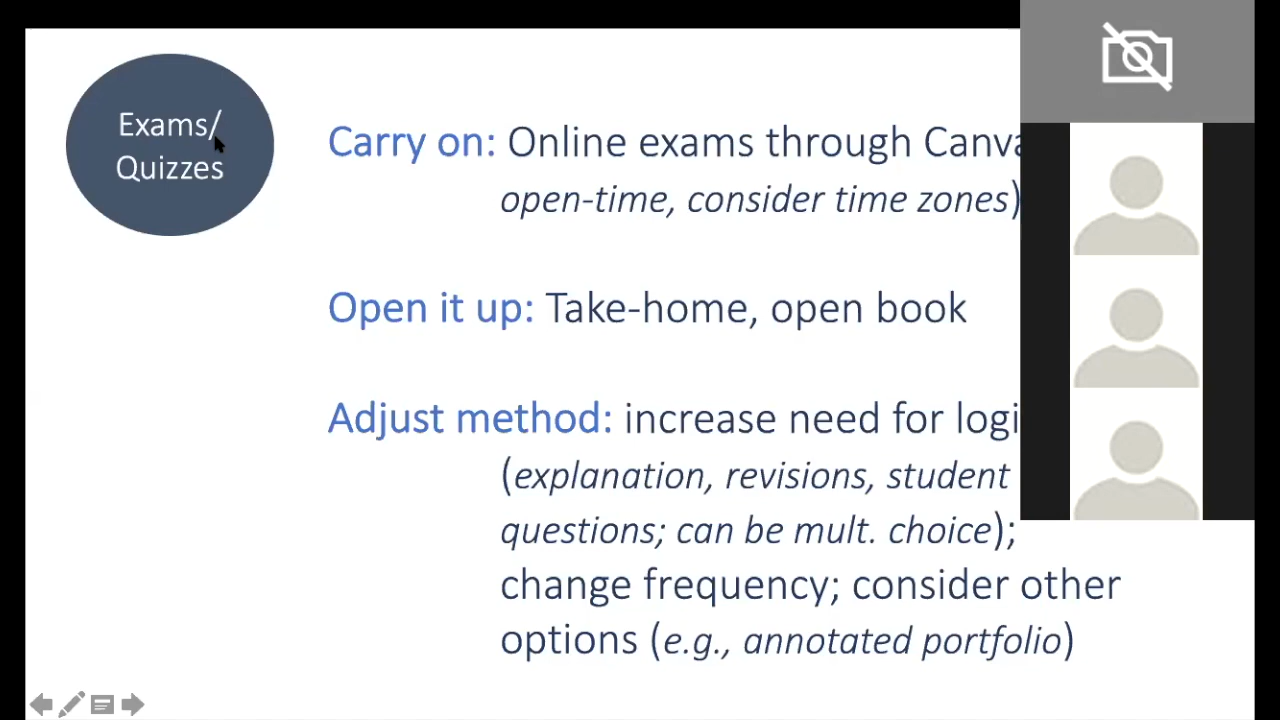 Exams/
Quizzes
Carry on: Online exams through
open-time, consider time zones)
Open it up: Take-home, open book
Adjust method: increase need for
(explanation, revisions, student
questions; can be mult. choice);
change frequency; consider other
options (e.g., annotated portfolio)